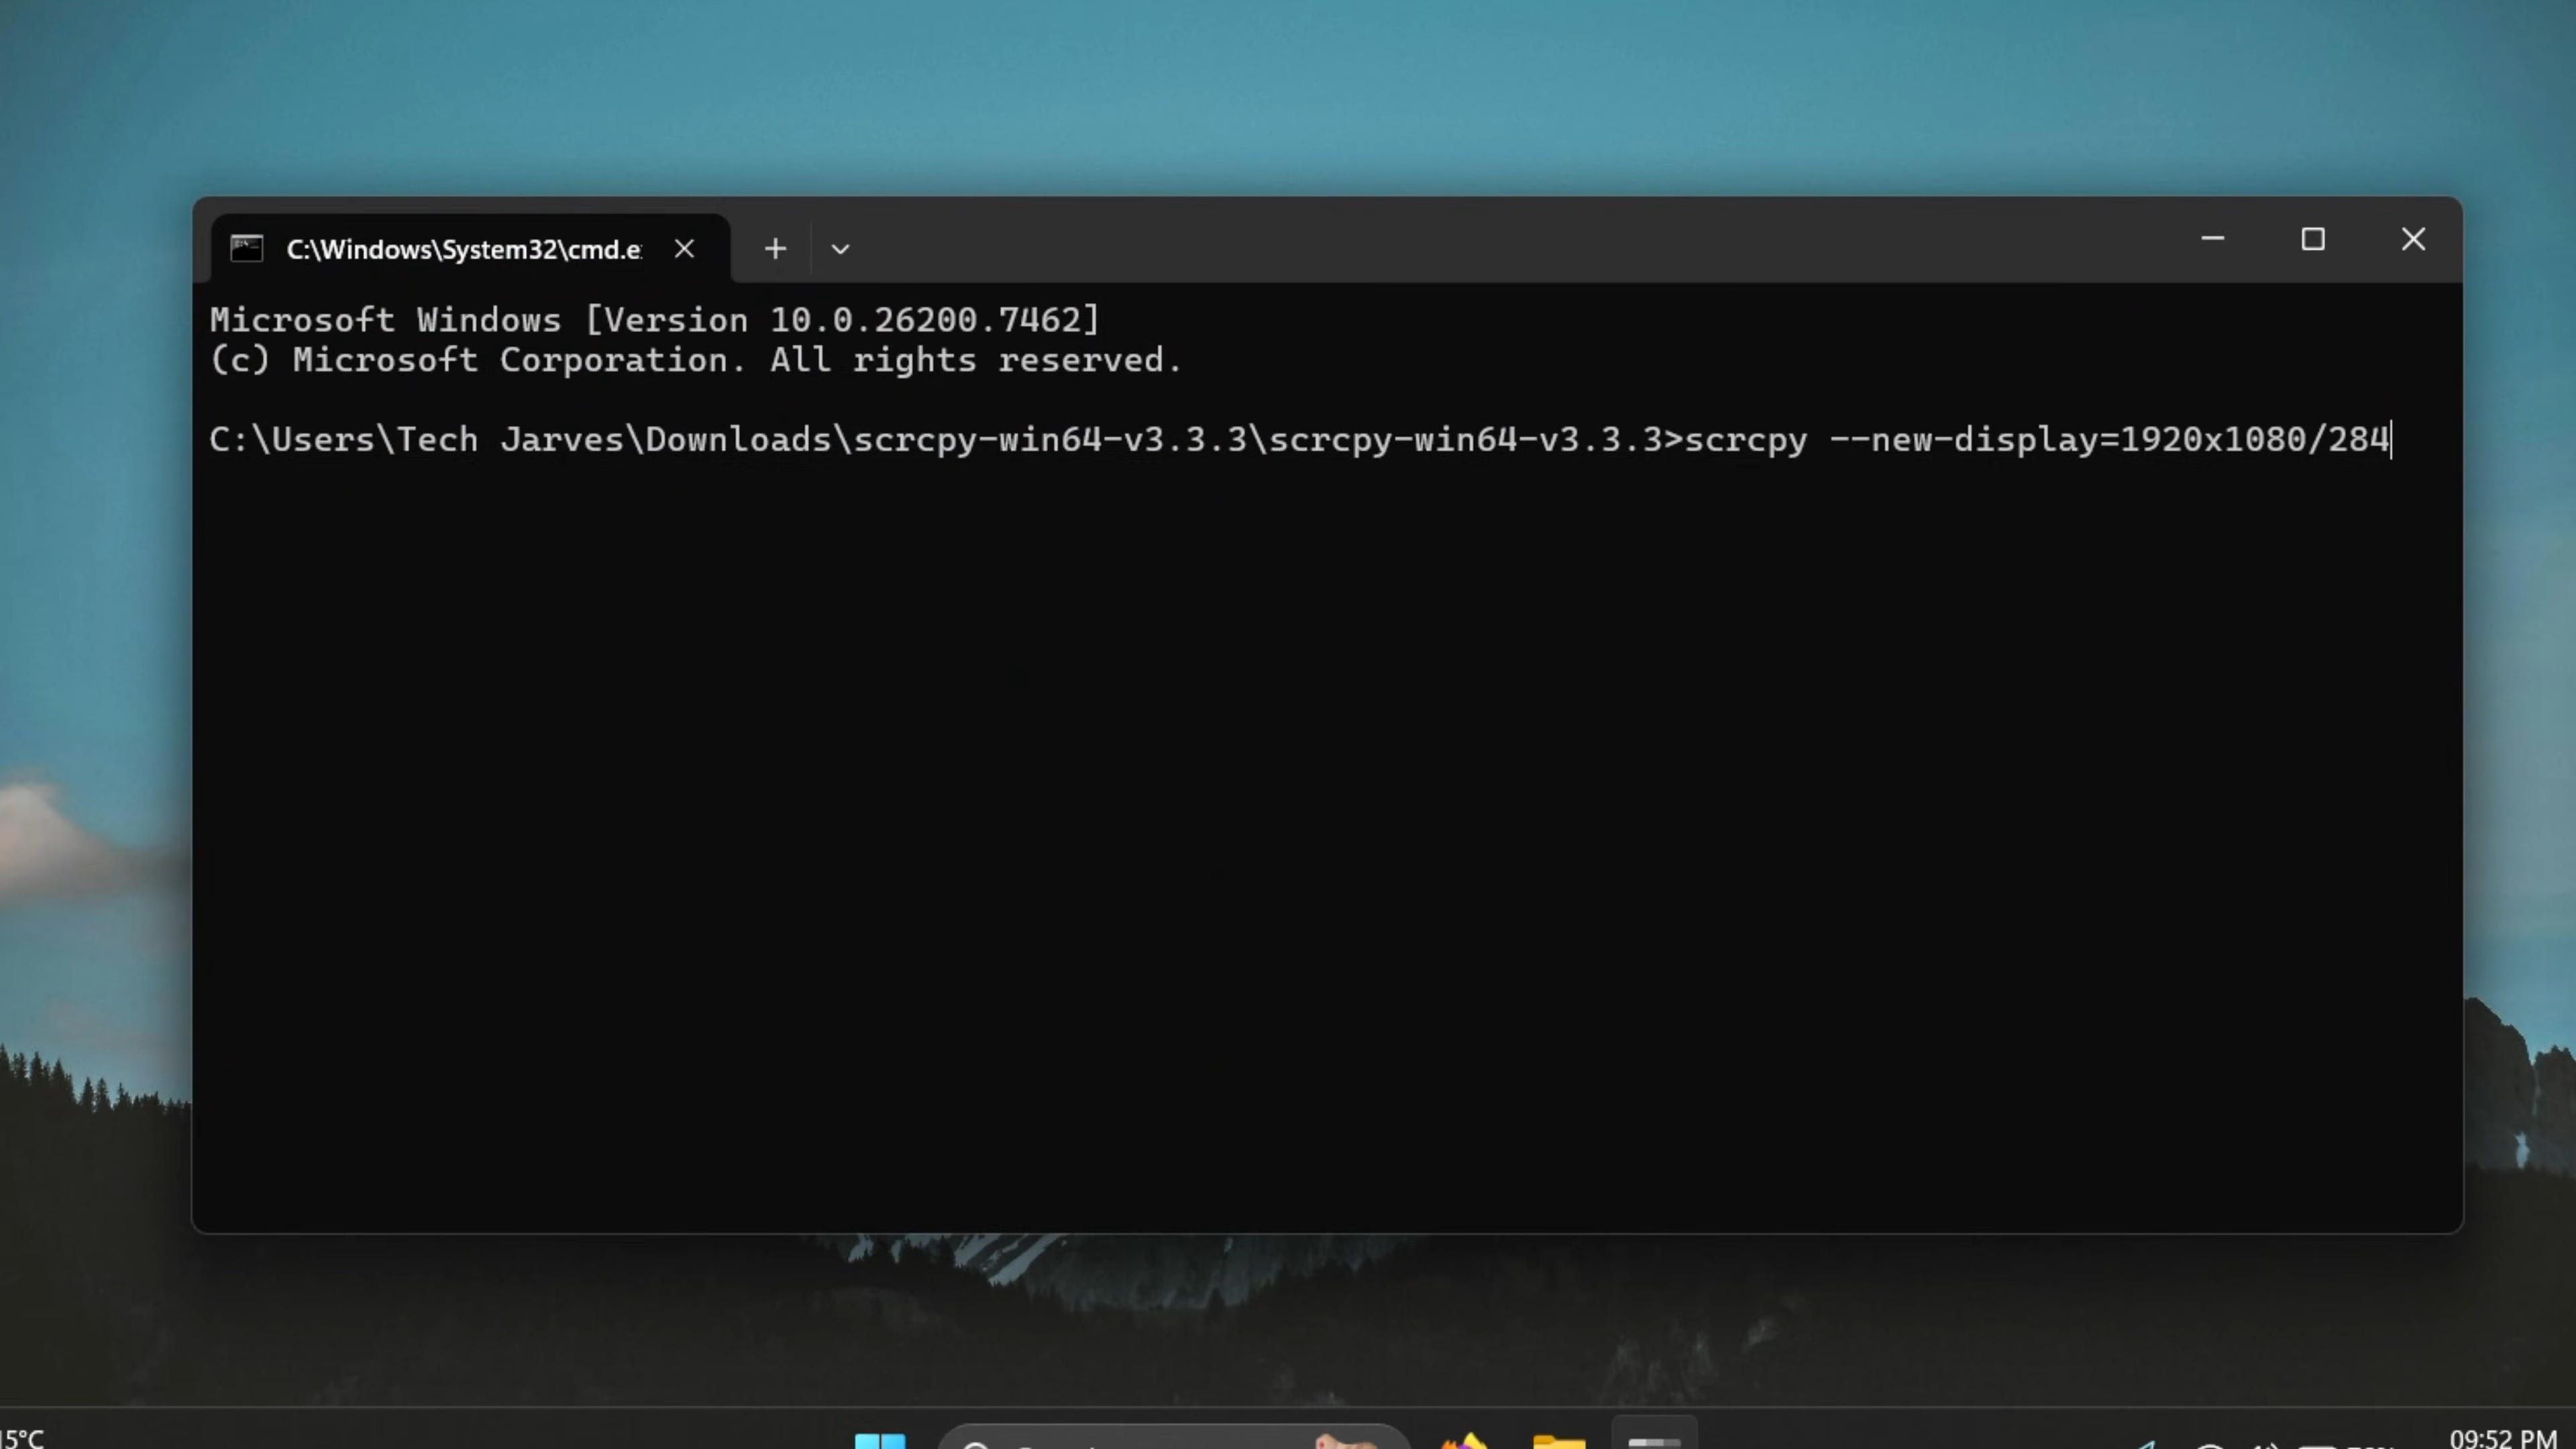 C:\Windows\System32\cmd.e
Microsoft Windows [Version 10.0.26200.7462]
(c) Microsoft Corporation. All rights reserved.
C:\Users\Tech Jarves\Downloads\scrcpy-win64-v3.3.3\scrcpy-win64-v3.3.3>scrcpy --new-display=1920x1080/284
5°C
09:52 PM